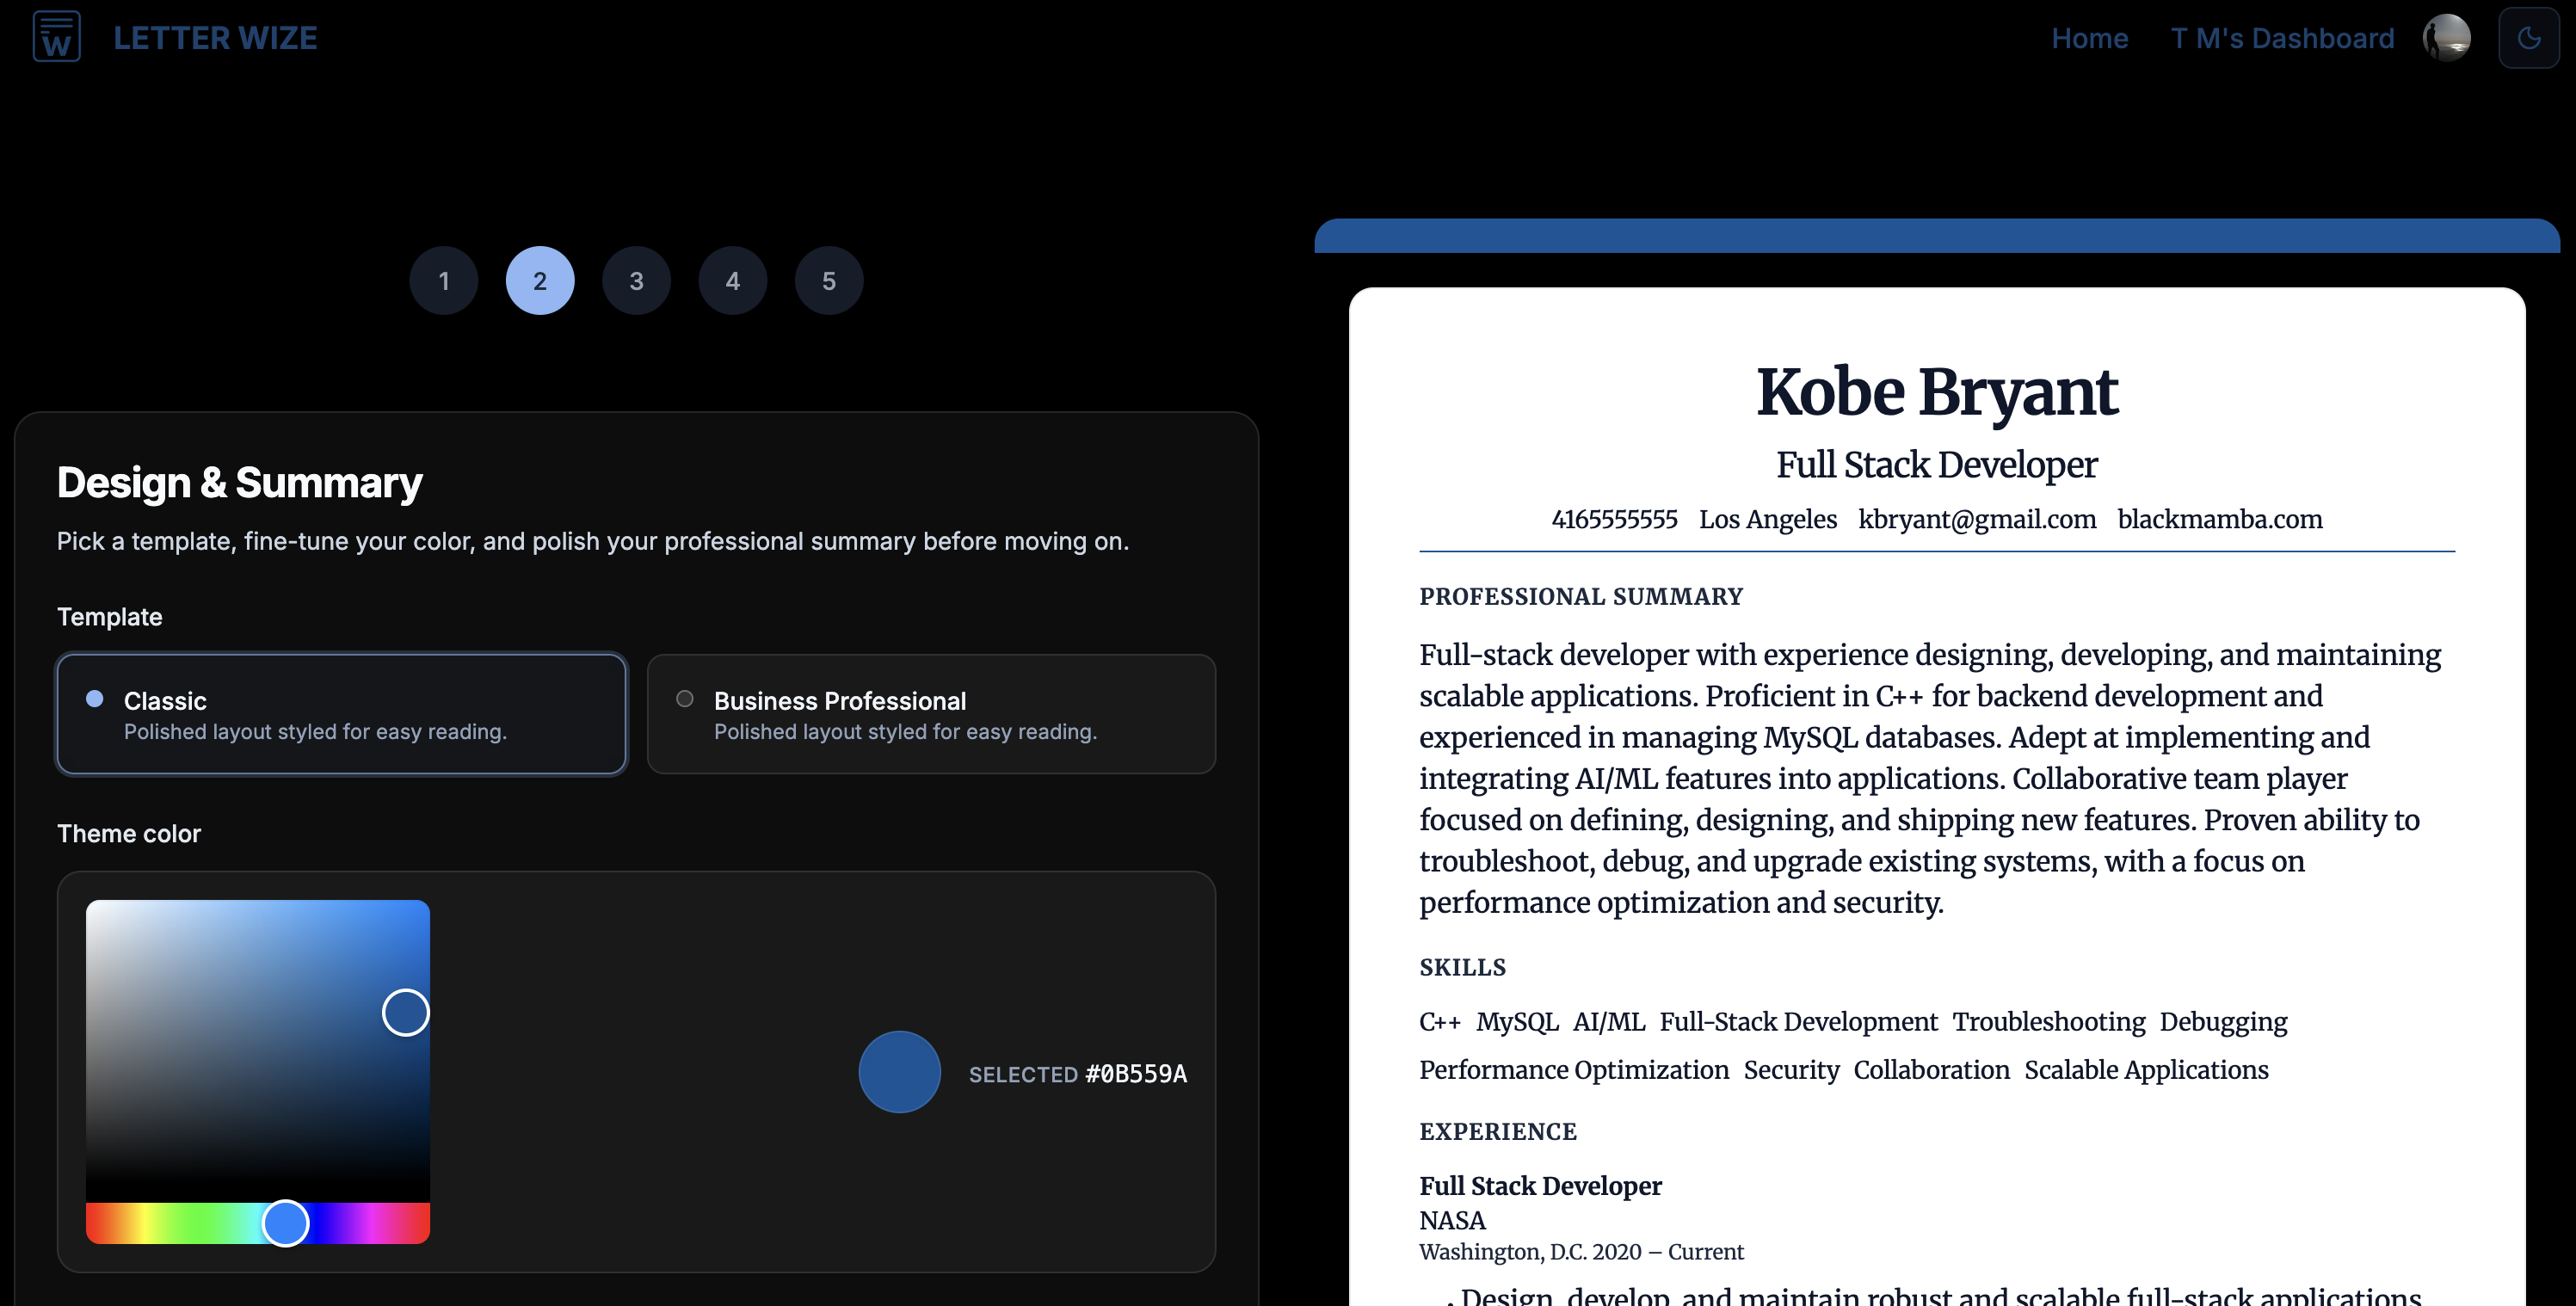 W
LETTER WIZE
Home
T M's Dashboard
1
2
3
4
5
Design & Summary
Pick a template, fine-tune your color, and polish your professional summary before moving on.
Template
Classic
Polished layout styled for easy reading.
Business Professional
Polished layout styled for easy reading.
Theme color
SELECTED #0B559A
Kobe Bryant
Full Stack Developer
4165555555 Los Angeles kbryant@gmail.com blackmamba.com
PROFESSIONAL SUMMARY
Full-stack developer with experience designing, developing, and maintaining
scalable applications. Proficient in C++ for backend development and
experienced in managing MySQL databases. Adept at implementing and
integrating AI/ML features into applications. Collaborative team player
focused on defining, designing, and shipping new features. Proven ability to
troubleshoot, debug, and upgrade existing systems, with a focus on
performance optimization and security.
SKILLS
C++ MySQL AI/ML Full-Stack Development Troubleshooting Debugging
Performance Optimization Security Collaboration Scalable Applications
EXPERIENCE
Full Stack Developer
NASA
Washington, D.C. 2020 – Current
• Design, develop, and maintain robust and scalable full-stack applications